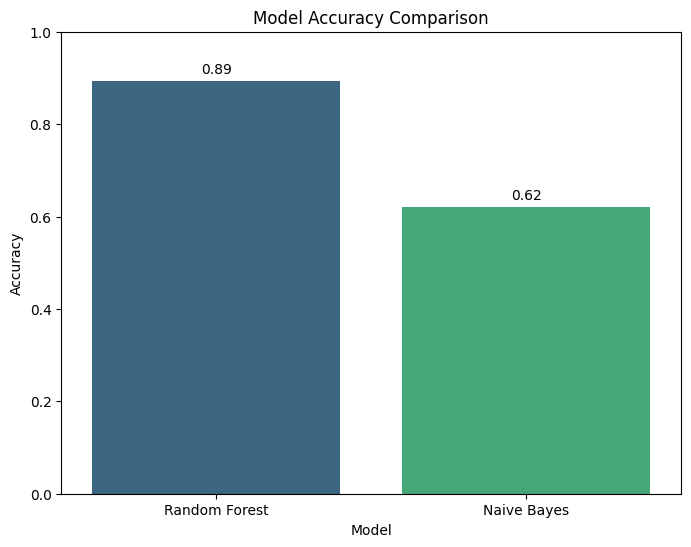 Model Accuracy Comparison
1.0
0.8
0.6
0.4
0.2
0.0
Accuracy
0.89
0.62
Random Forest
Naive Bayes
Model